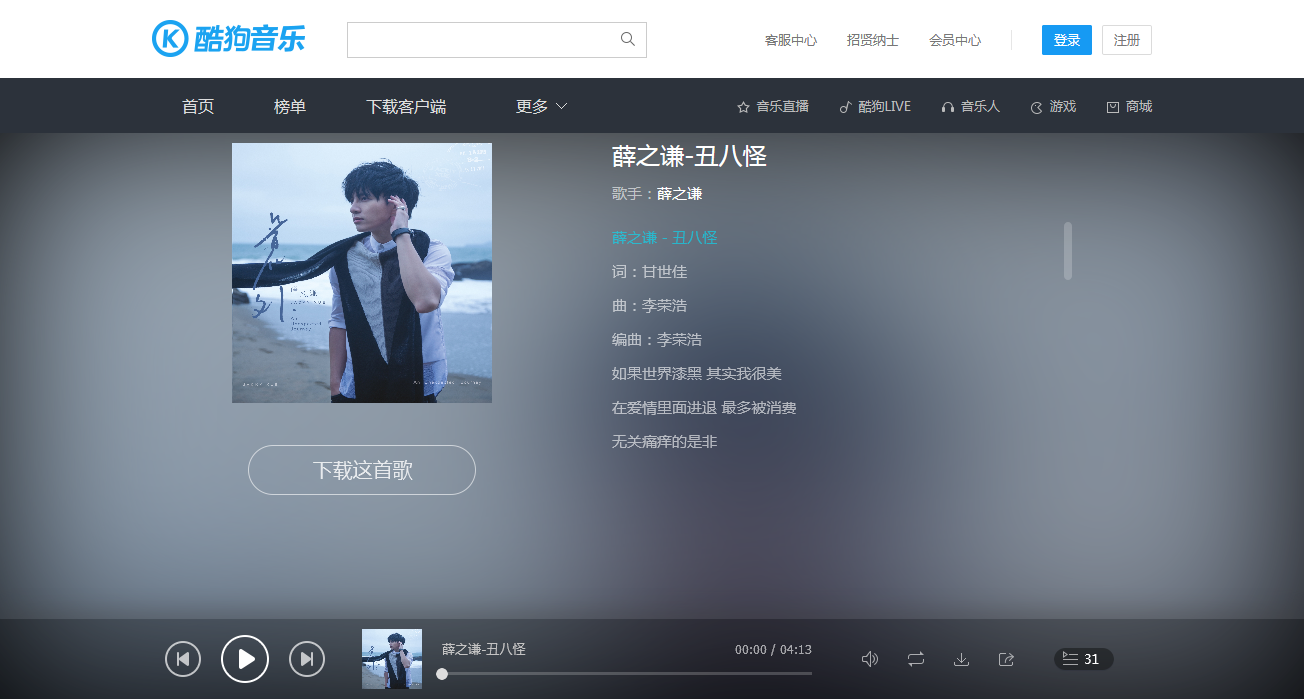 酷狗音乐
客服中心 招贤纳士 会员中心 登录 注册
首页 榜单 下载客户端 更多 音乐直播 酷狗LIVE 音乐人 游戏 商城
薛之谦-丑八怪
歌手：薛之谦
薛之谦 - 丑八怪
词：甘世佳
曲：李荣浩
编曲：李荣浩
如果世界漆黑 其实我很美
在爱情里面进退 最多被消费
无关痛痒的是非
意外
An Unexpected Journey
下载这首歌
薛之谦-丑八怪
00:00 / 04:13
31